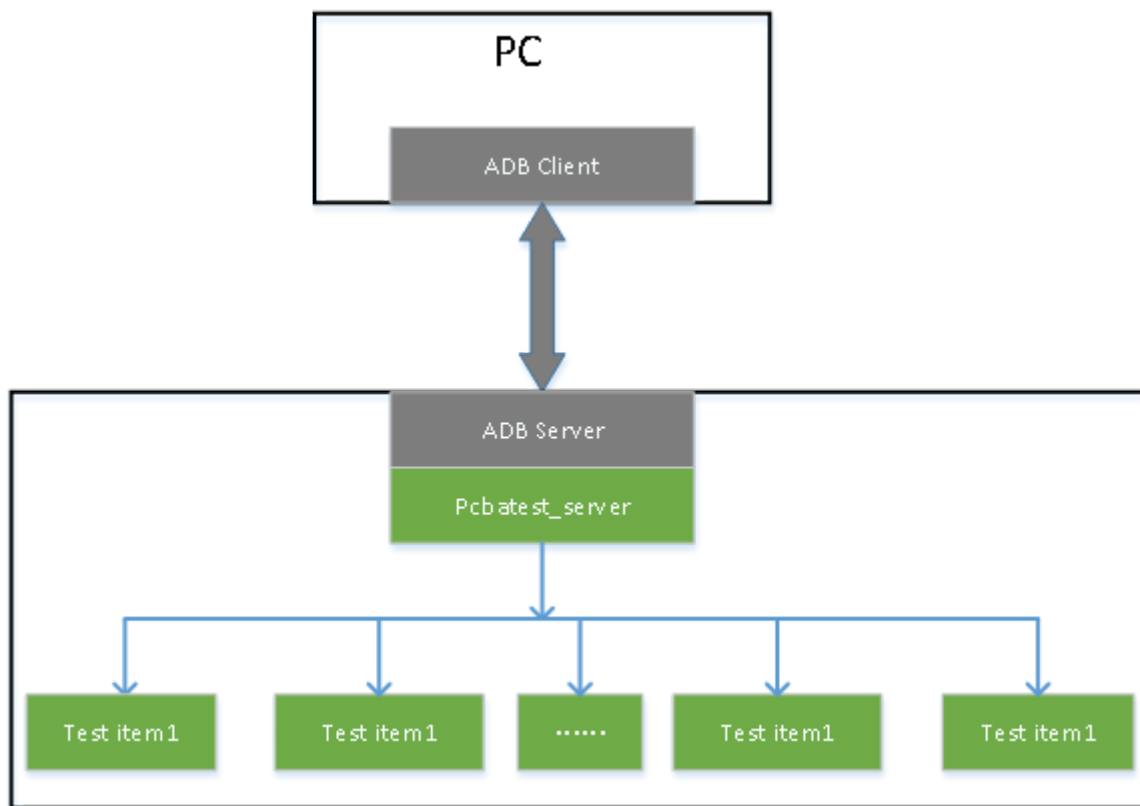 PC
ADB Client
ADB Server
Pcbatest_server
Test item1
Test item1
······
Test item1
Test item1